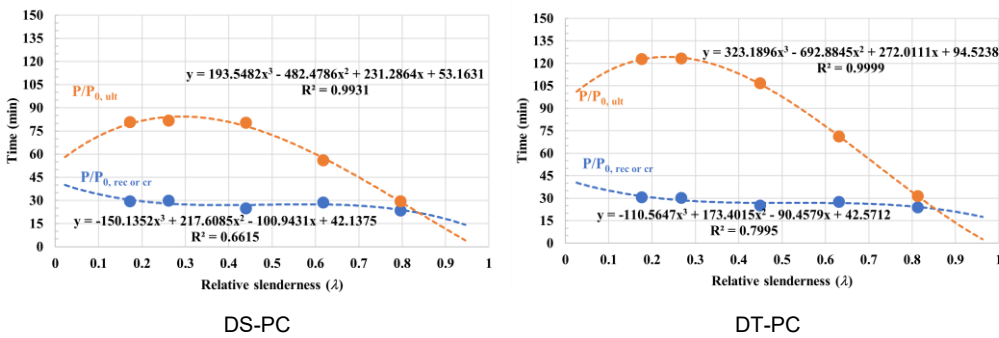 150
135
120
105
90
75
60
45
30
15
0
Time (min)
y = 193.5482x³ - 482.4786x² + 231.2864x + 53.1631
R² = 0.9931
P/P₀, ult
P/P₀, rec or cr
y = -150.1352x³ + 217.6085x² - 100.9431x + 42.1375
R² = 0.6615
0 0.1 0.2 0.3 0.4 0.5 0.6 0.7 0.8 0.9 1
Relative slenderness (λ)
DS-PC
150
135
120
105
90
75
60
45
30
15
0
Time (min)
y = 323.1896x³ - 692.8845x² + 272.0111x + 94.5238
R² = 0.9999
P/P₀, ult
P/P₀, rec or cr
y = -110.5647x³ + 173.4015x² - 90.4579x + 42.5712
R² = 0.7995
0 0.1 0.2 0.3 0.4 0.5 0.6 0.7 0.8 0.9 1
Relative slenderness (λ)
DT-PC